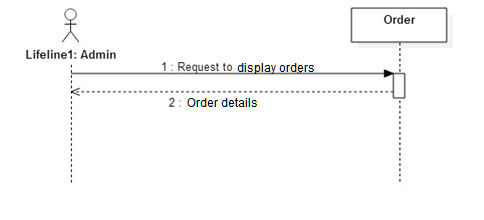 Order
Lifeline1: Admin
1 : Request to display orders
2 : Order details